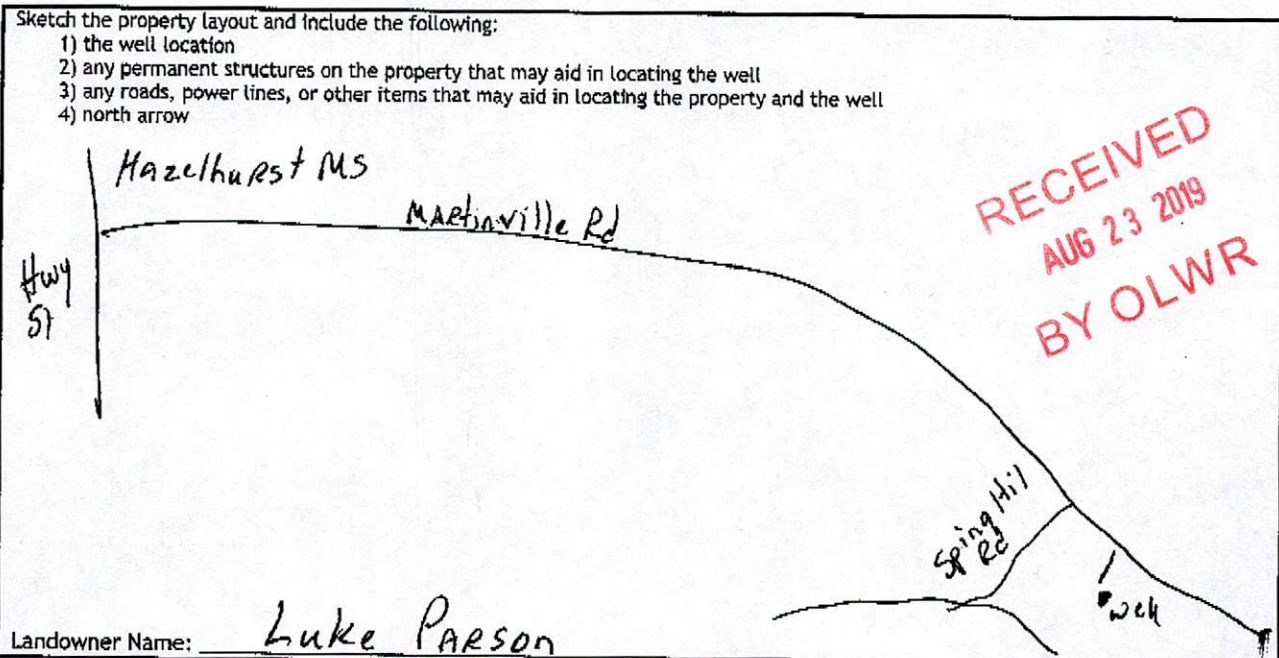 Sketch the property layout and include the following:
1) the well location
2) any permanent structures on the property that may aid in locating the well
3) any roads, power lines, or other items that may aid in locating the property and the well
4) north arrow
Hazelhurst MS
Martinville Rd
RECEIVED
AUG 23 2019
BY OLWR
Hwy
51
Sping Hill
Rd
well
Landowner Name: Luke Parson